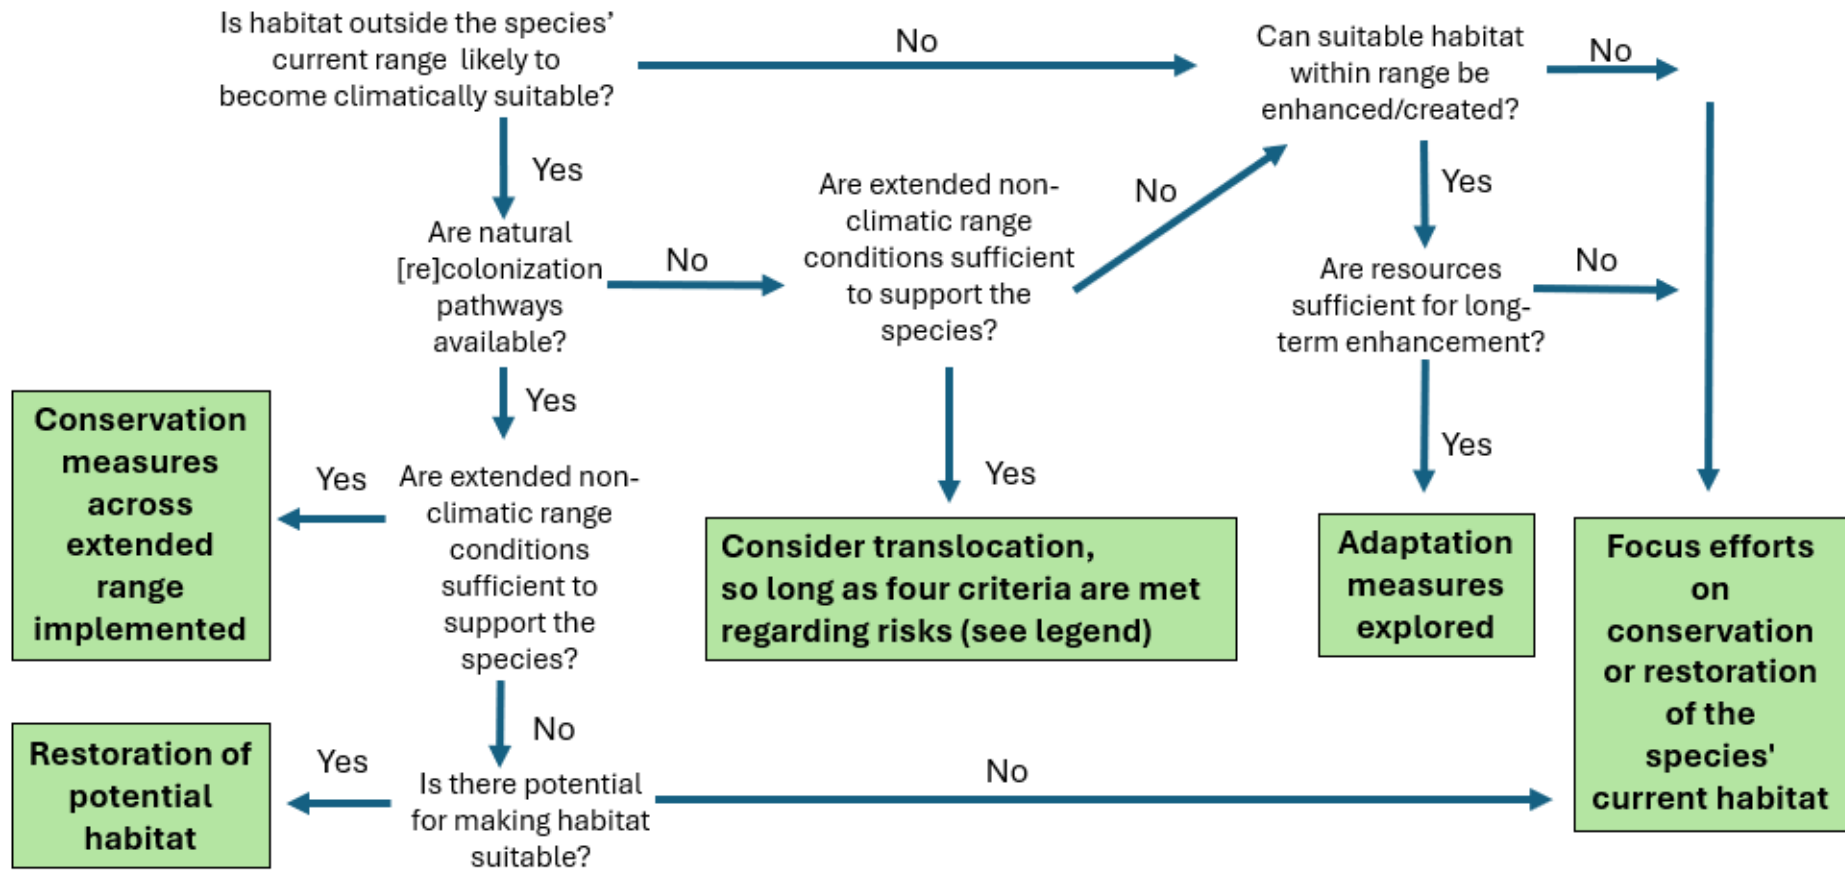 Is habitat outside the species’
current range likely to
become climatically suitable?
No
Can suitable habitat
within range be
enhanced/created?
No
Yes
Are natural
[re]colonization
pathways
available?
No
Are extended non-
climatic range
conditions sufficient
to support the
species?
No
Yes
Are resources
sufficient for long-
term enhancement?
No
Yes
Conservation
measures
across
extended
range
implemented
Yes
Are extended non-
climatic range
conditions
sufficient to
support the
species?
Yes
Consider translocation,
so long as four criteria are met
regarding risks (see legend)
Yes
Adaptation
measures
explored
Focus efforts
on
conservation
or restoration
of the
species'
current habitat
No
Restoration of
potential
habitat
Yes
Is there potential
for making habitat
suitable?
No